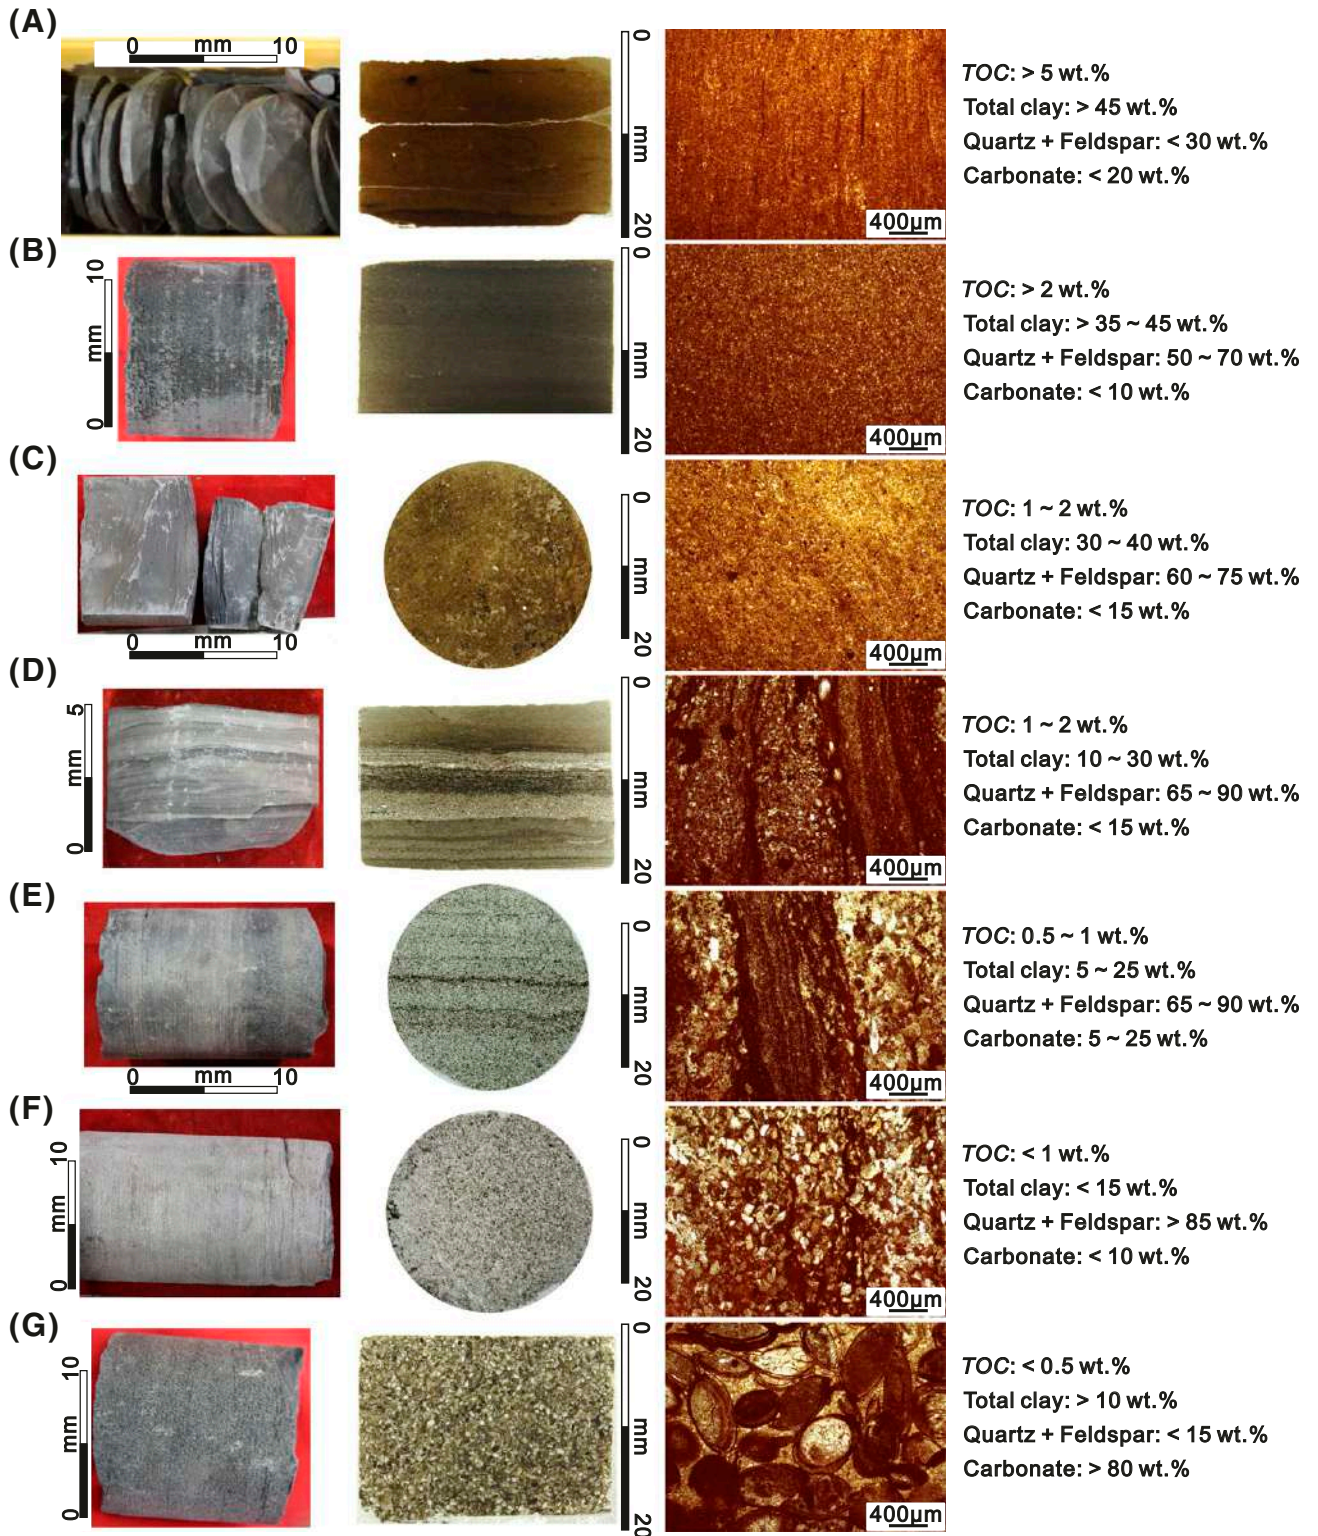 (A)
0 mm 10
0 mm 20
400μm
TOC: > 5 wt.%
Total clay: > 45 wt.%
Quartz + Feldspar: < 30 wt.%
Carbonate: < 20 wt.%
(B)
0 mm 10
0 mm 20
400μm
TOC: > 2 wt.%
Total clay: > 35 ~ 45 wt.%
Quartz + Feldspar: 50 ~ 70 wt.%
Carbonate: < 10 wt.%
(C)
0 mm 10
0 mm 20
400μm
TOC: 1 ~ 2 wt.%
Total clay: 30 ~ 40 wt.%
Quartz + Feldspar: 60 ~ 75 wt.%
Carbonate: < 15 wt.%
(D)
0 mm 5
0 mm 20
400μm
TOC: 1 ~ 2 wt.%
Total clay: 10 ~ 30 wt.%
Quartz + Feldspar: 65 ~ 90 wt.%
Carbonate: < 15 wt.%
(E)
0 mm 10
0 mm 20
400μm
TOC: 0.5 ~ 1 wt.%
Total clay: 5 ~ 25 wt.%
Quartz + Feldspar: 65 ~ 90 wt.%
Carbonate: 5 ~ 25 wt.%
(F)
0 mm 10
0 mm 20
400μm
TOC: < 1 wt.%
Total clay: < 15 wt.%
Quartz + Feldspar: > 85 wt.%
Carbonate: < 10 wt.%
(G)
0 mm 10
0 mm 20
400μm
TOC: < 0.5 wt.%
Total clay: > 10 wt.%
Quartz + Feldspar: < 15 wt.%
Carbonate: > 80 wt.%